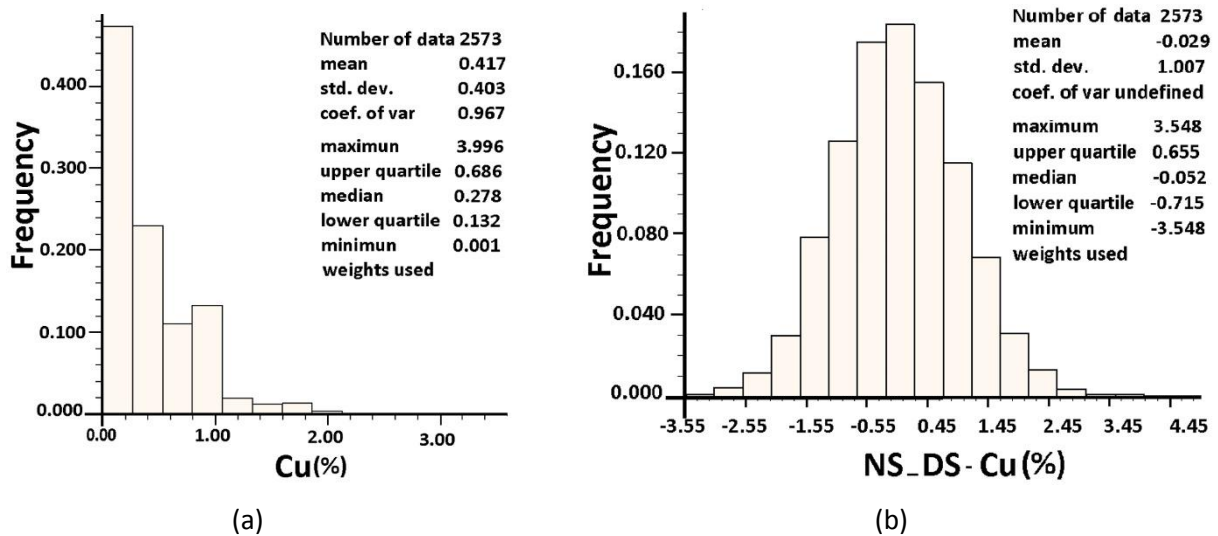 Number of data 2573
mean 0.417
std. dev. 0.403
coef. of var 0.967
maximun 3.996
upper quartile 0.686
median 0.278
lower quartile 0.132
minimun 0.001
weights used
Frequency
0.400
0.300
0.200
0.100
0.000
0.00 1.00 2.00 3.00
Cu(%)
(a)
Number of data 2573
mean -0.029
std. dev. 1.007
coef. of var undefined
maximum 3.548
upper quartile 0.655
median -0.052
lower quartile -0.715
minimum -3.548
weights used
Frequency
0.160
0.120
0.080
0.040
0.000
-3.55 -2.55 -1.55 -0.55 0.45 1.45 2.45 3.45 4.45
NS_DS - Cu (%)
(b)